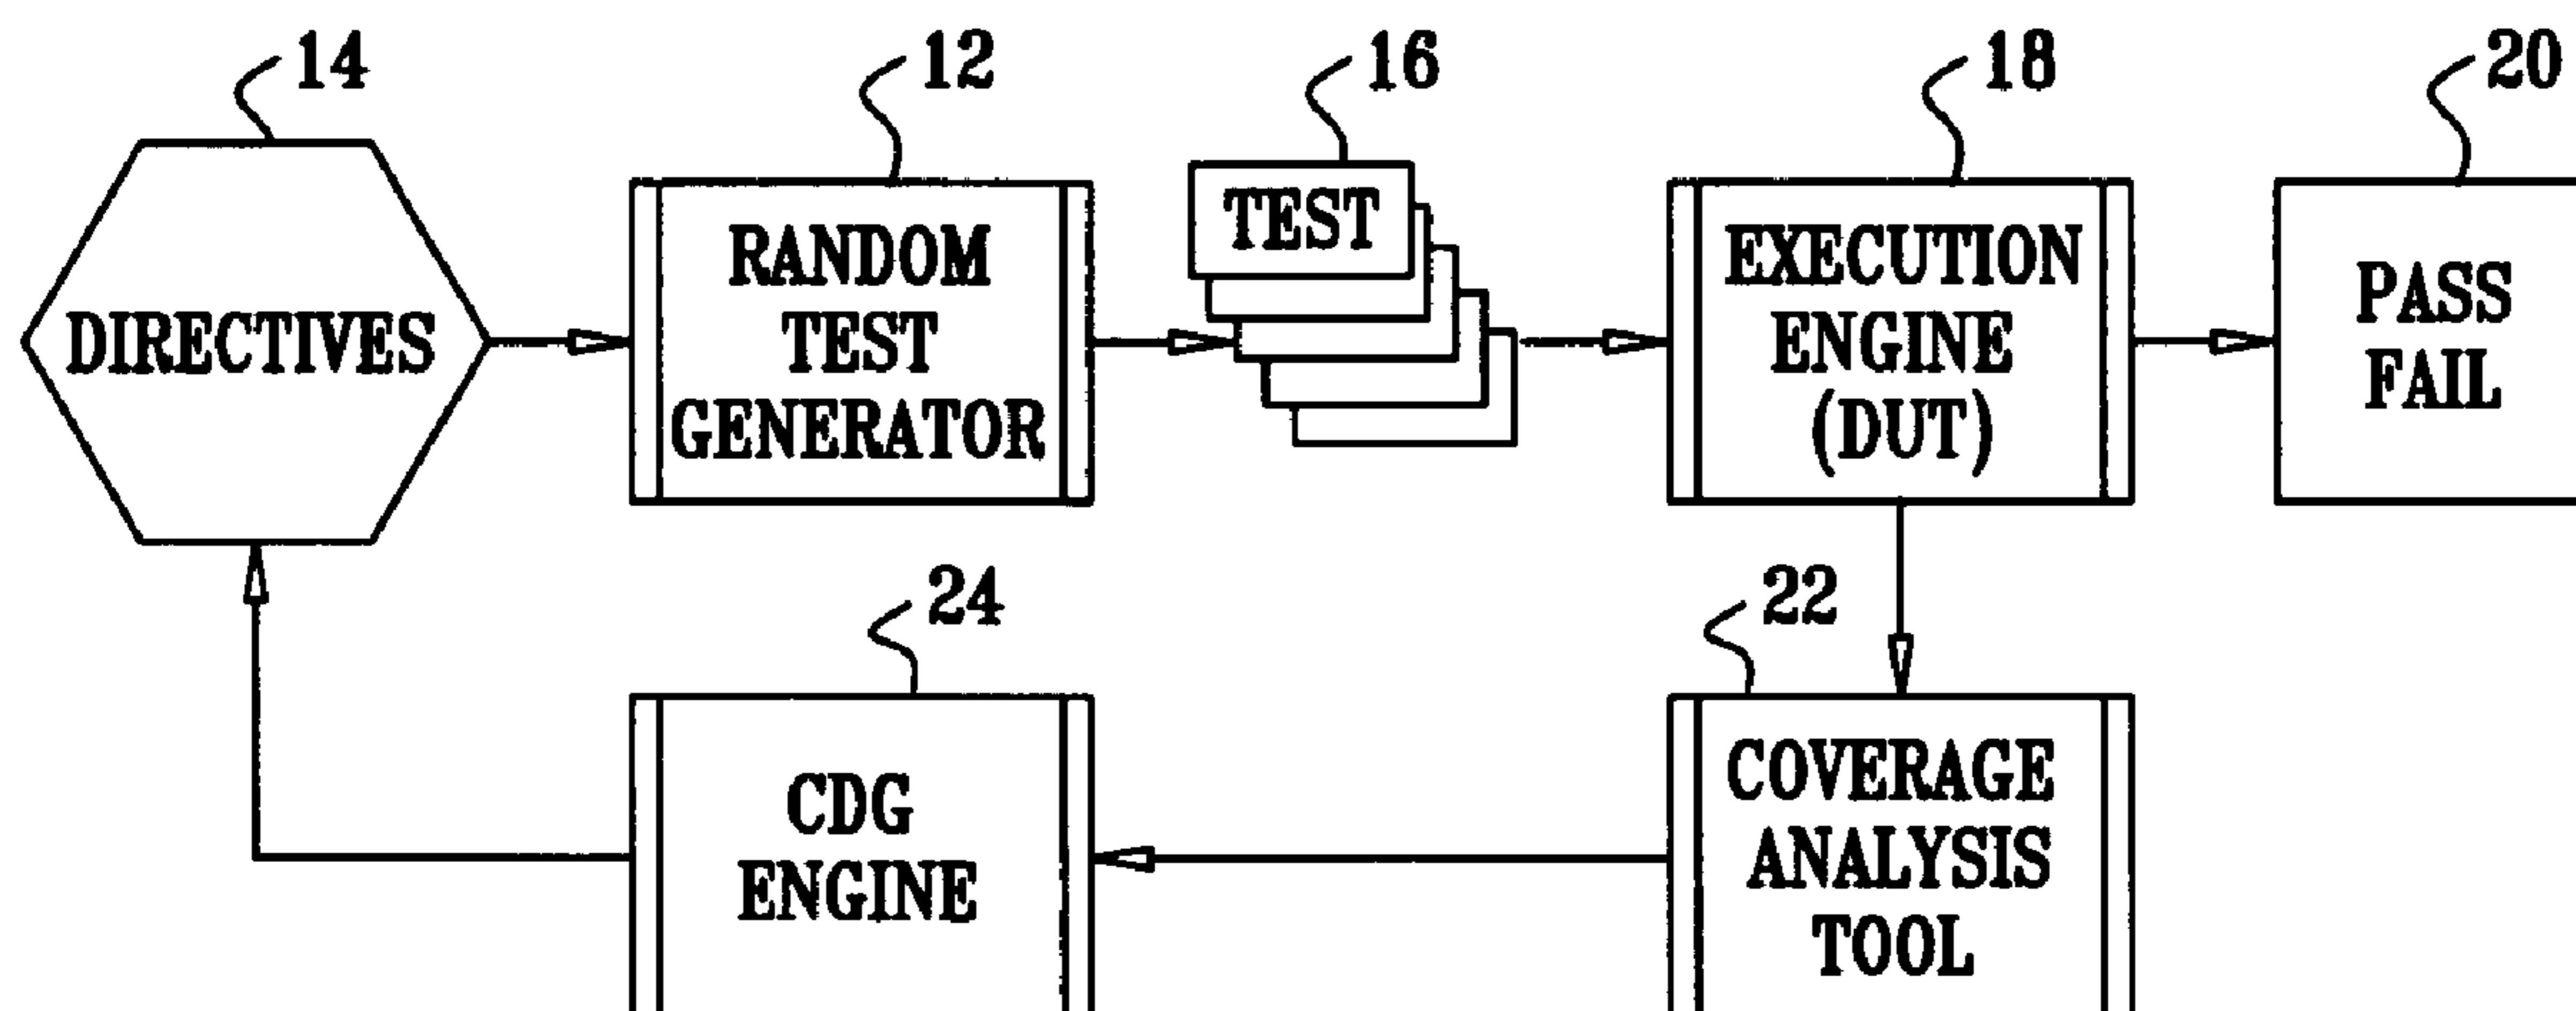 14
12
16
18
20
DIRECTIVES
RANDOM
TEST
GENERATOR
TEST
EXECUTION
ENGINE
(DUT)
PASS
FAIL
24
22
CDG
ENGINE
COVERAGE
ANALYSIS
TOOL